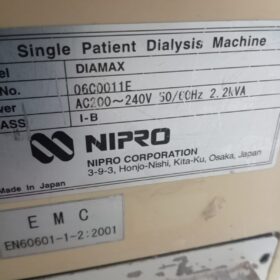 Single Patient Dialysis Machine
el DIAMAX
No. 06C0011E
wer AC200~240V 50/60Hz 2.2kVA
ASS I-B
NIPRO
NIPRO CORPORATION
3-9-3, Honjo-Nishi, Kita-Ku, Osaka, Japan
Made in Japan
EMC
EN60601-1-2:2001